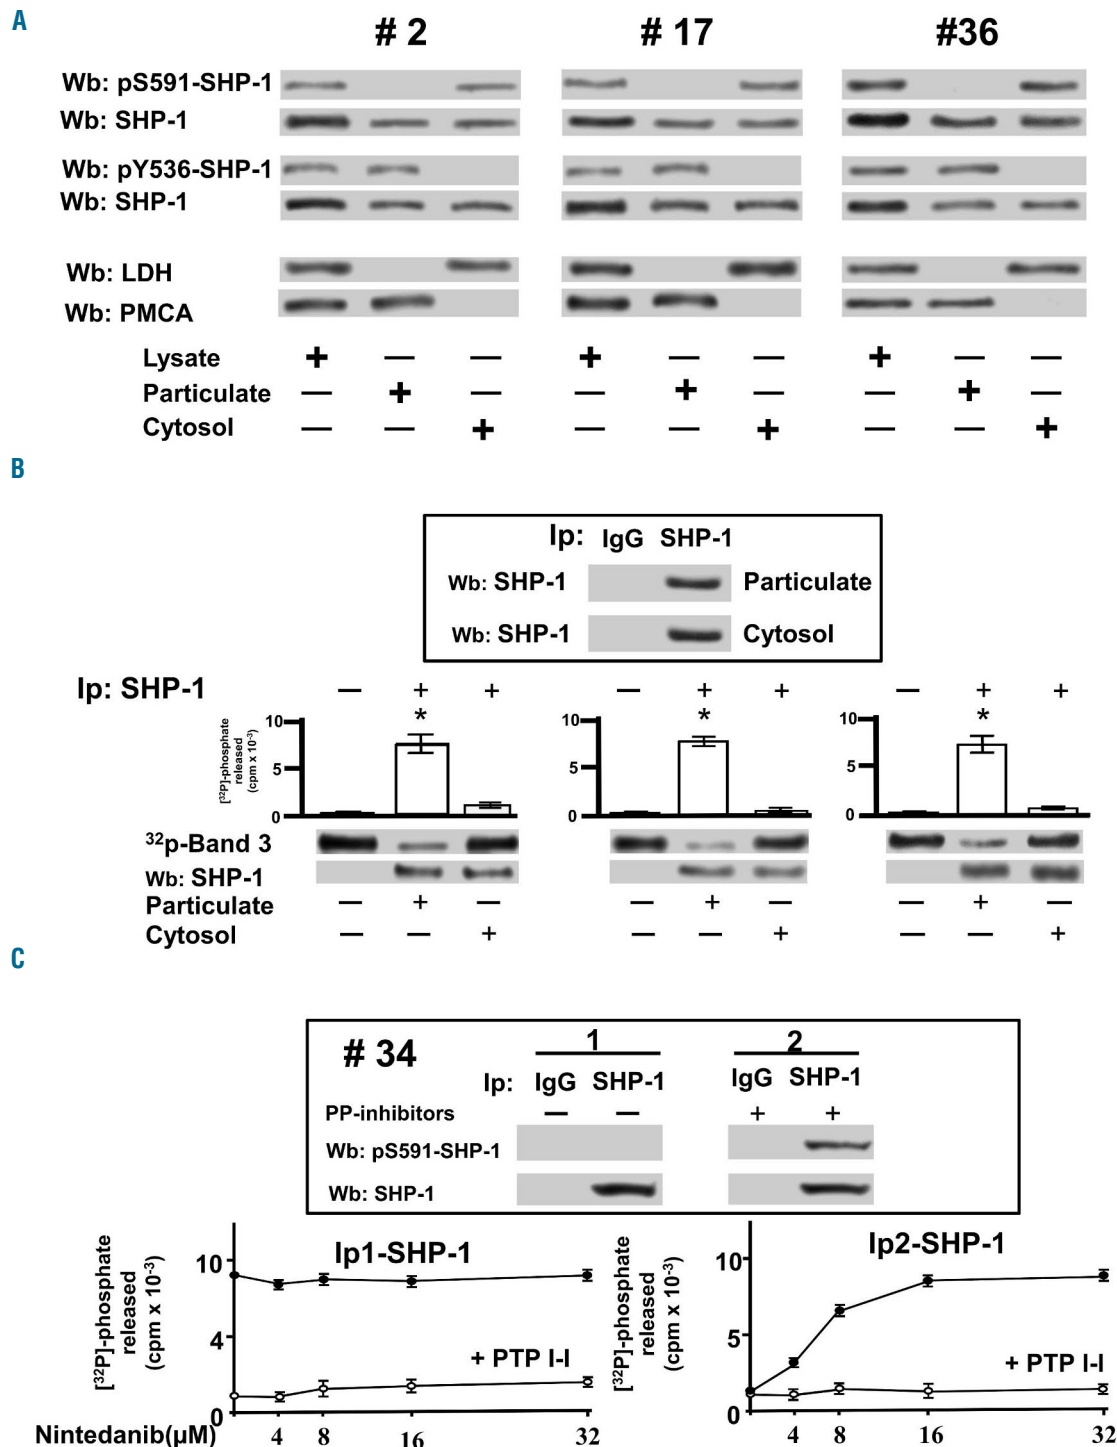 A
# 2 # 17 #36
Wb: pS591-SHP-1
Wb: SHP-1
Wb: pY536-SHP-1
Wb: SHP-1
Wb: LDH
Wb: PMCA
Lysate + — — + — — + — —
Particulate — + — — + — — + —
Cytosol — — + — — + — — +
B
Ip: IgG SHP-1
Wb: SHP-1 Particulate
Wb: SHP-1 Cytosol
Ip: SHP-1 — + + — + + — + +
* * *
[³²P]-phosphate
released
(cpm x 10⁻³)
10 10 10
5 5 5
0 0 0
³²p-Band 3
Wb: SHP-1
Particulate — + — — + — — + —
Cytosol — — + — — + — — +
C
# 34 1 2
Ip: IgG SHP-1 IgG SHP-1
PP-inhibitors — — + +
Wb: pS591-SHP-1
Wb: SHP-1
Ip1-SHP-1 Ip2-SHP-1
[³²P]-phosphate
released
(cpm x 10⁻³)
10
4
0
+ PTP I-I
[³²P]-phosphate
released
(cpm x 10⁻³)
10
5
0
+ PTP I-I
Nintedanib(µM) 4 8 16 32 4 8 16 32